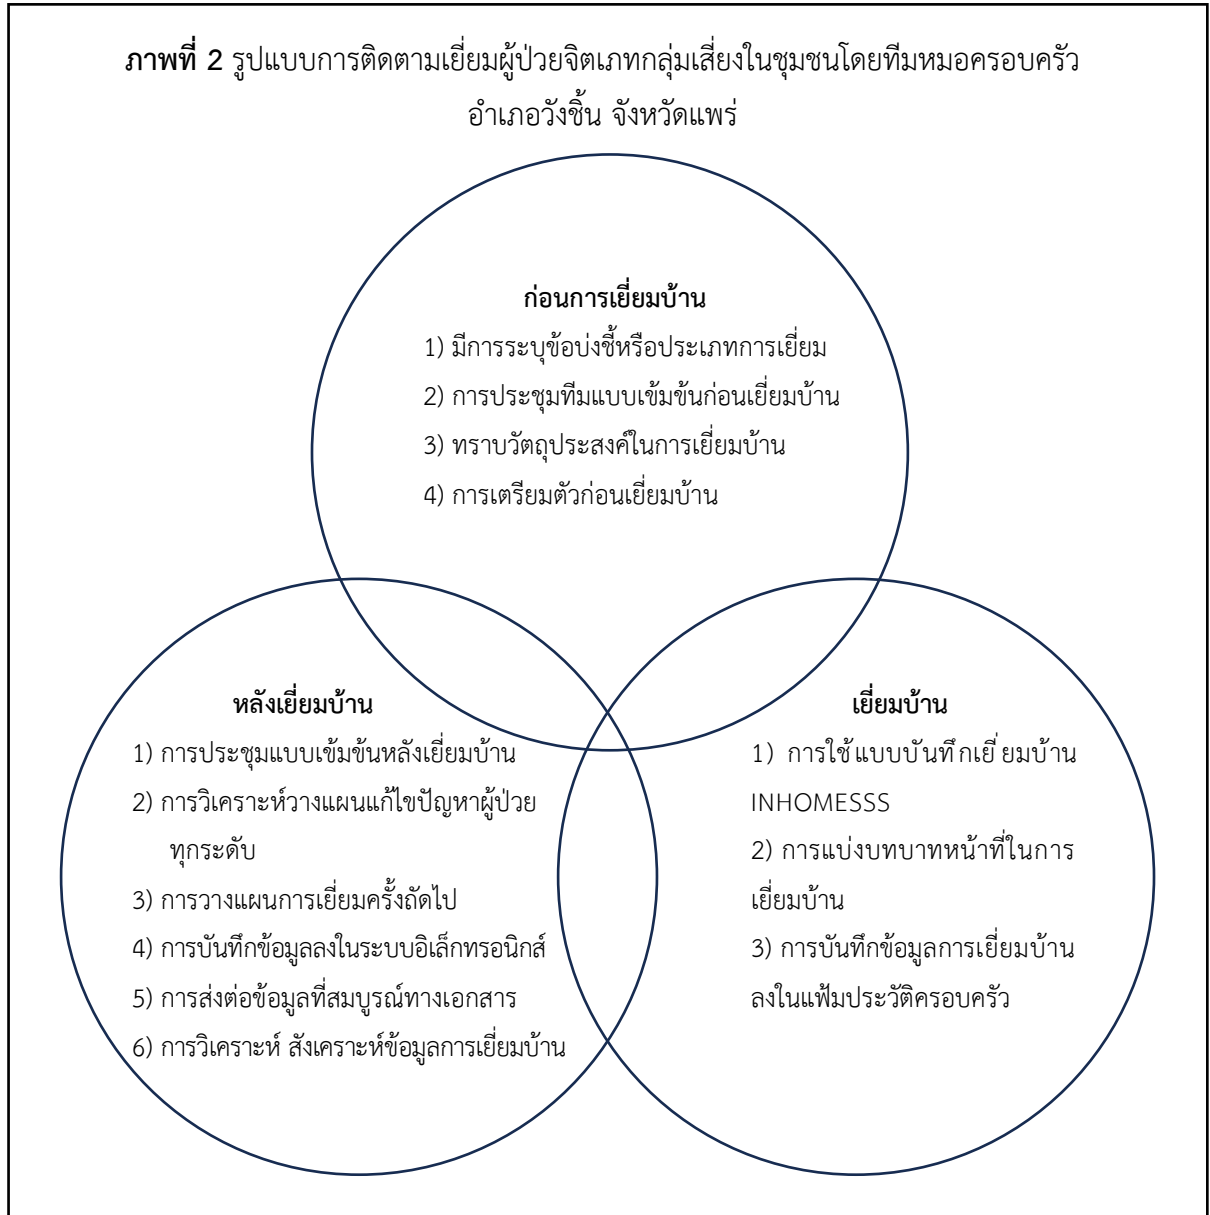 ภาพที่ 2 รูปแบบการติดตามเยี่ยมผู้ป่วยจิตเภทกลุ่มเสี่ยงในชุมชนโดยทีมหมอครอบครัว
อำเภอวังชิ้น จังหวัดแพร่
ก่อนการเยี่ยมบ้าน
1) มีการระบุข้อบ่งชี้หรือประเภทการเยี่ยม
2) การประชุมทีมแบบเข้มข้นก่อนเยี่ยมบ้าน
3) ทราบวัตถุประสงค์ในการเยี่ยมบ้าน
4) การเตรียมตัวก่อนเยี่ยมบ้าน
หลังเยี่ยมบ้าน
1) การประชุมแบบเข้มข้นหลังเยี่ยมบ้าน
2) การวิเคราะห์วางแผนแก้ไขปัญหาผู้ป่วย
ทุกระดับ
3) การวางแผนการเยี่ยมครั้งถัดไป
4) การบันทึกข้อมูลลงในระบบอิเล็กทรอนิกส์
5) การส่งต่อข้อมูลที่สมบูรณ์ทางเอกสาร
6) การวิเคราะห์ สังเคราะห์ข้อมูลการเยี่ยมบ้าน
เยี่ยมบ้าน
1) การใช้แบบบันทึกเยี่ยมบ้าน
INHOMESSS
2) การแบ่งบทบาทหน้าที่ในการ
เยี่ยมบ้าน
3) การบันทึกข้อมูลการเยี่ยมบ้าน
ลงในแฟ้มประวัติครอบครัว